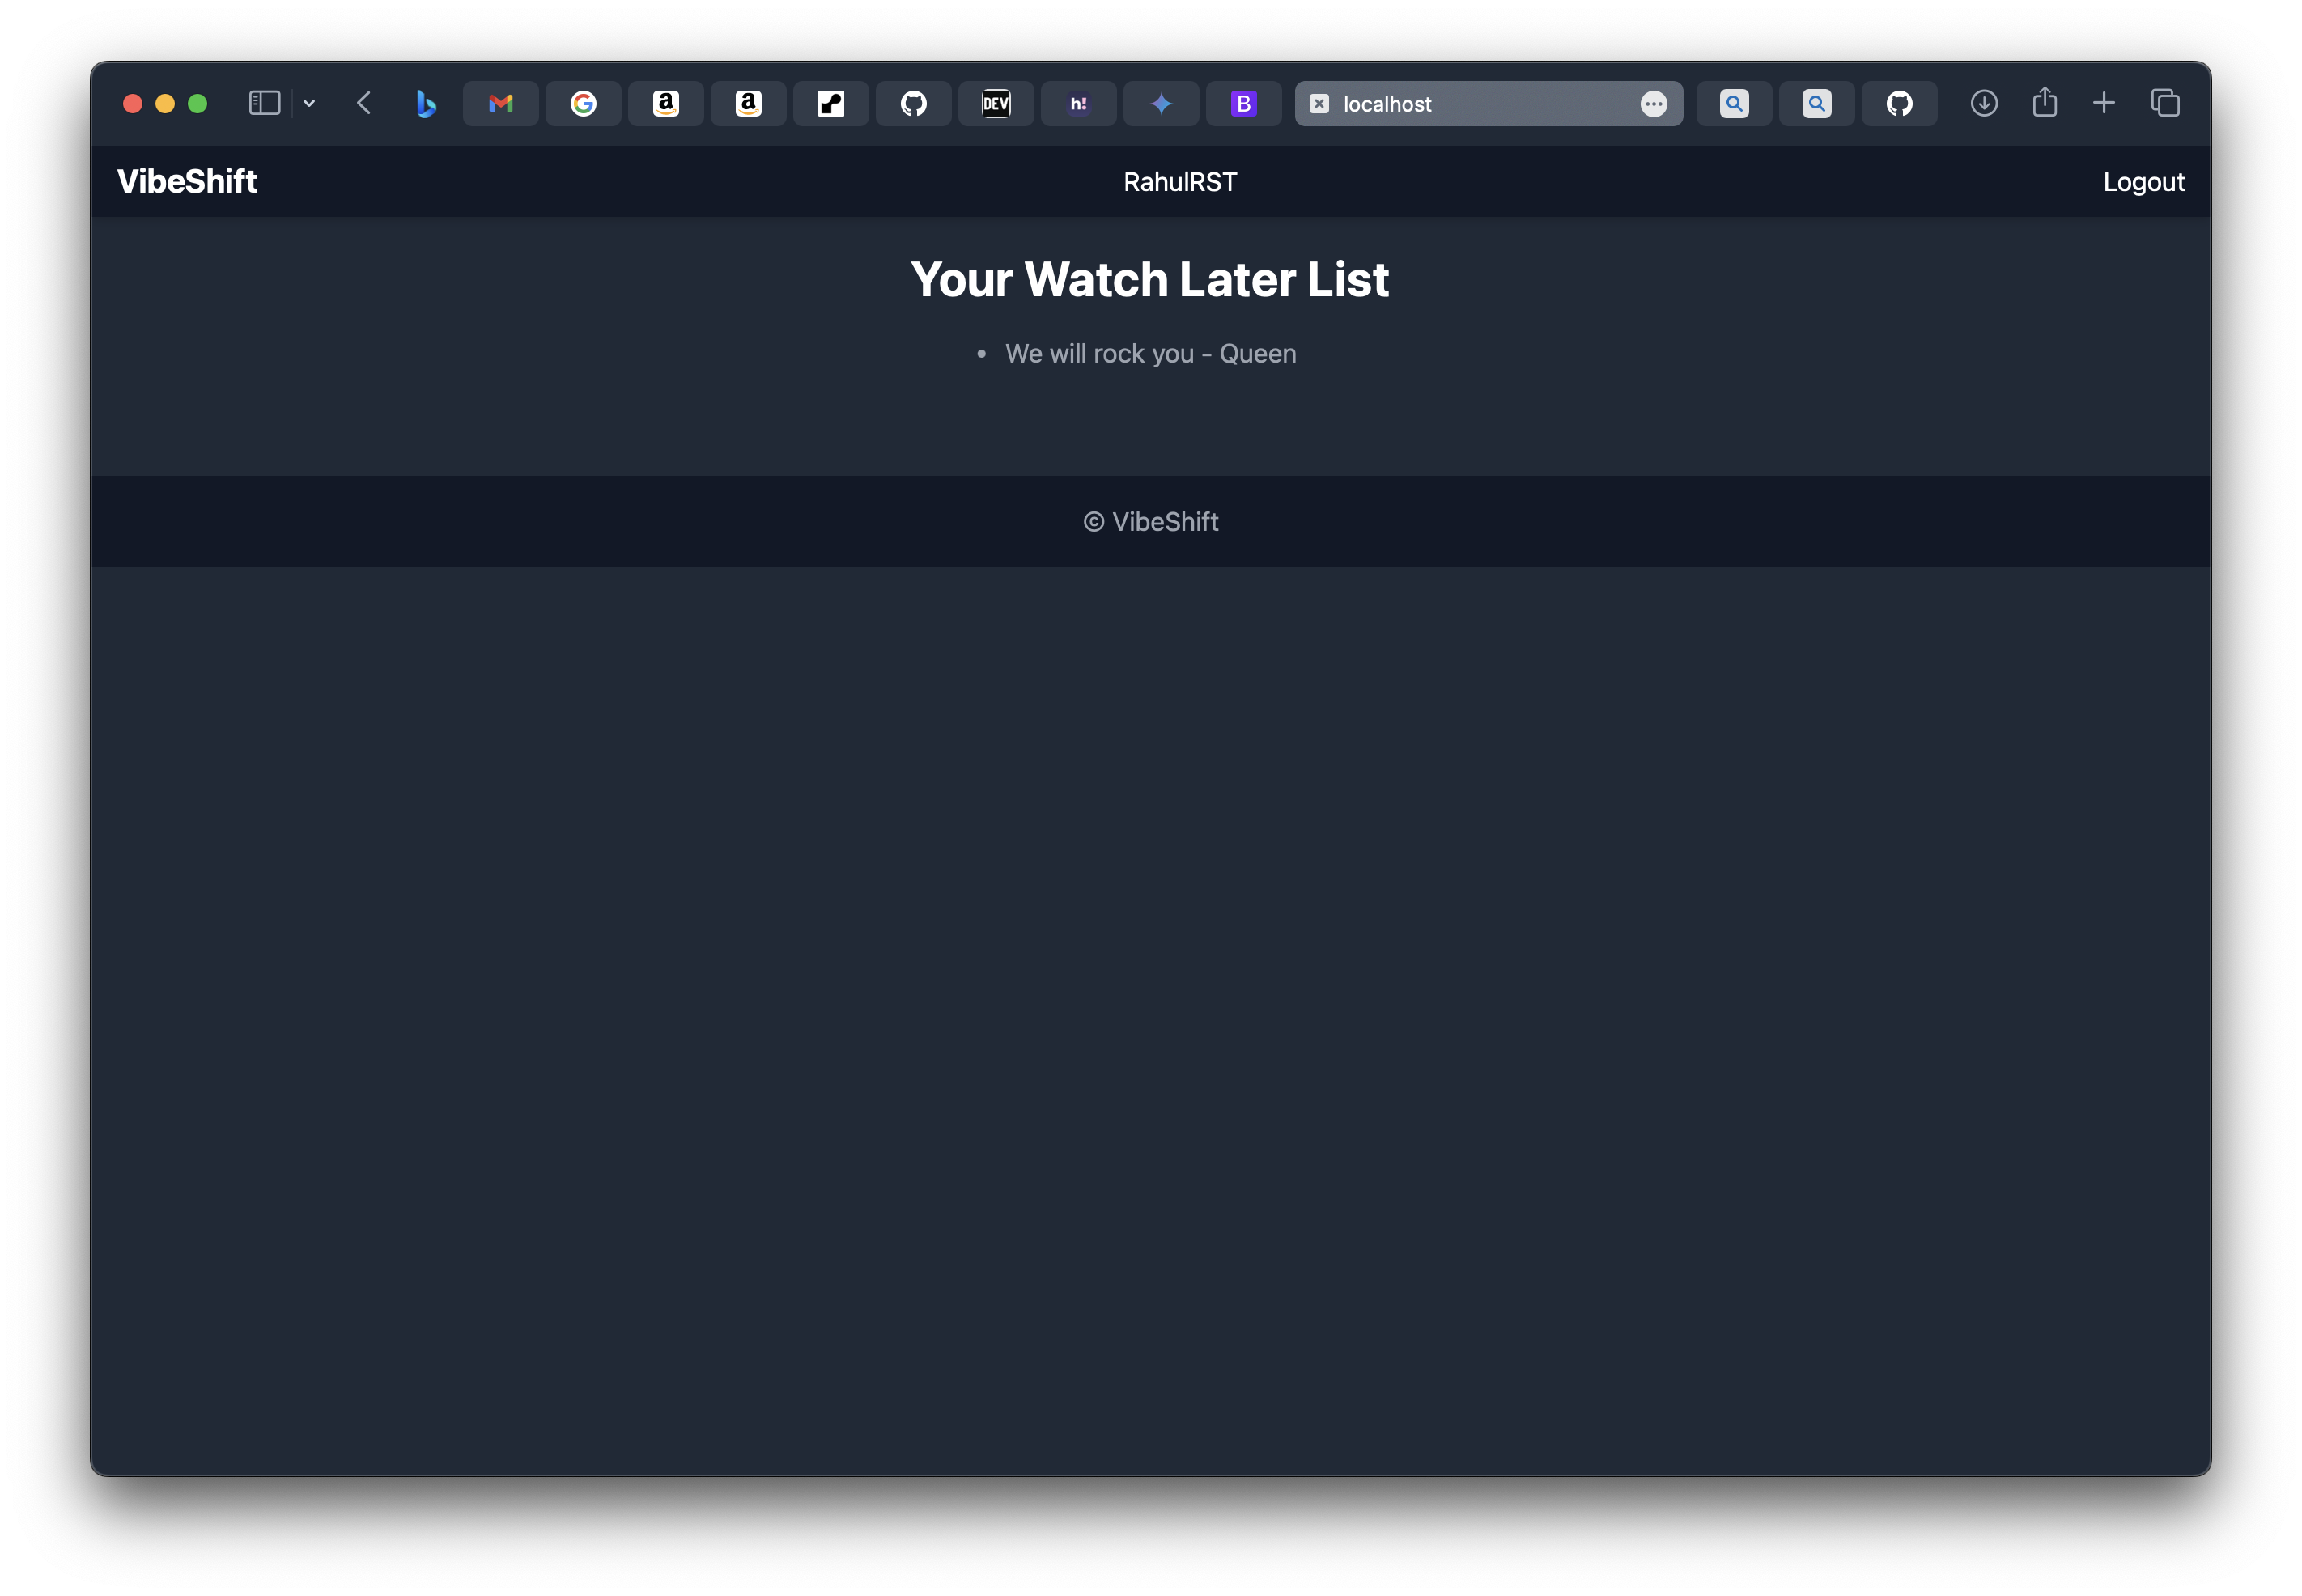 DEV
h!
B
localhost
VibeShift
RahulRST
Logout
Your Watch Later List
• We will rock you - Queen
© VibeShift